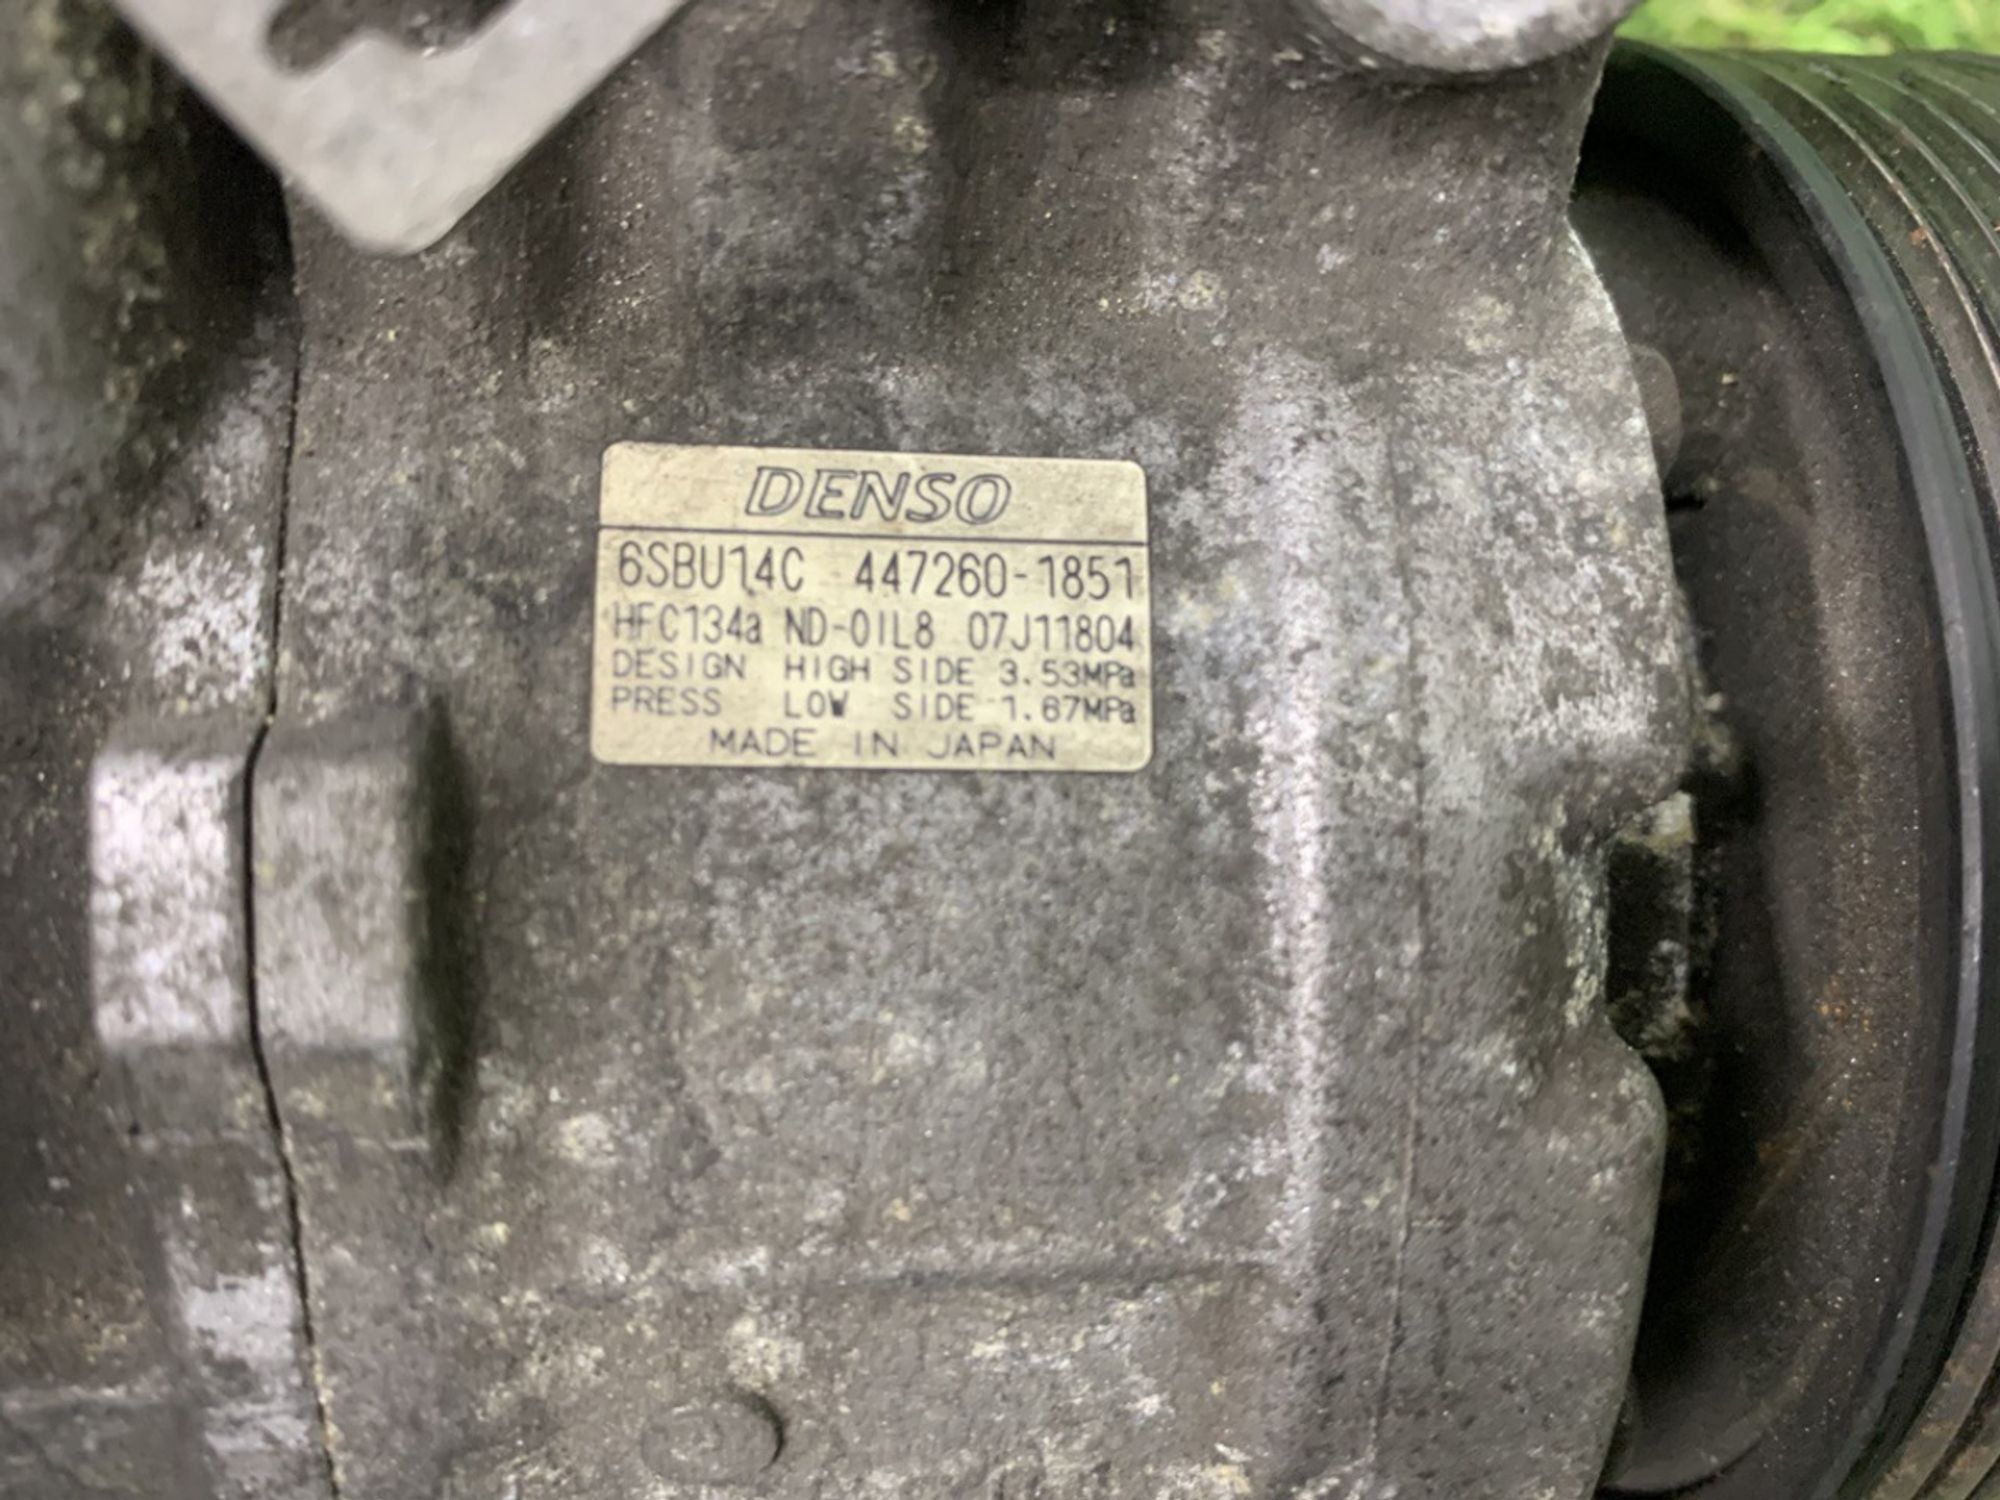 DENSO
6SBU14C 447260-1851
HFC134a ND-OIL8 07J11804
DESIGN HIGH SIDE 3.53MPa
PRESS LOW SIDE 1.67MPa
MADE IN JAPAN